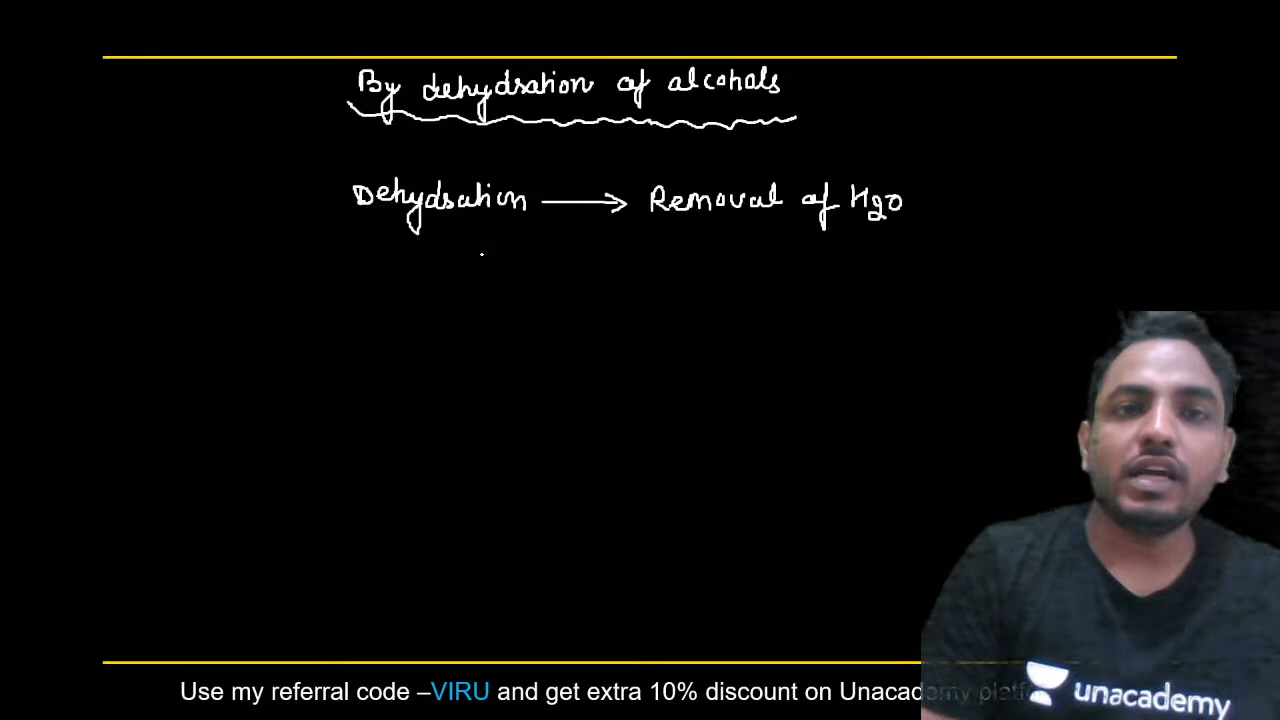 By dehydration of alcohols
Dehydration → Removal of H2O
Use my referral code –VIRU and get extra 10% discount on Unacademy
unacademy